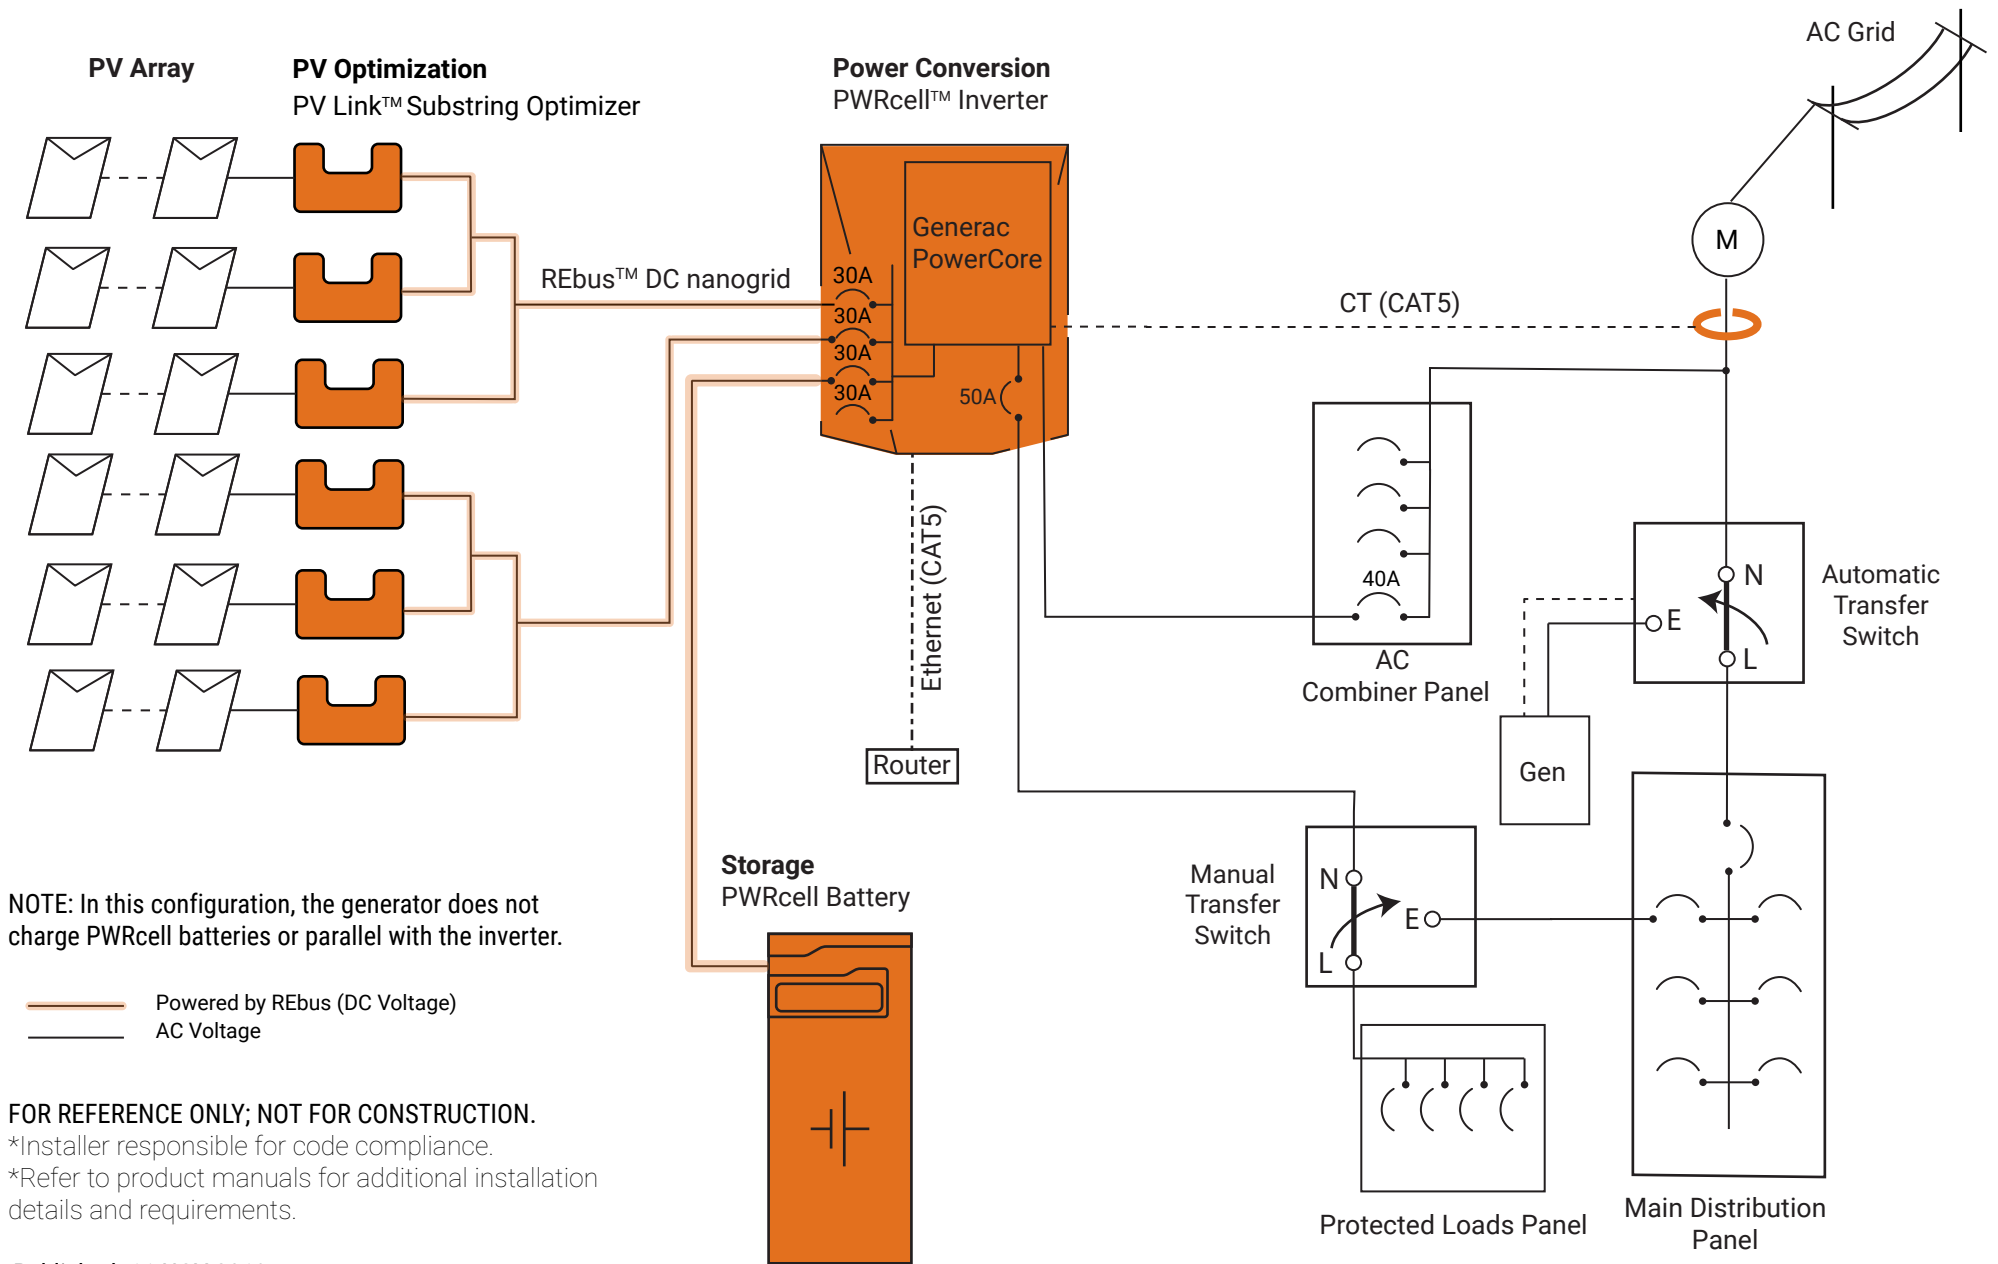 PV Array
PV Optimization
PV Link™ Substring Optimizer
Power Conversion
PWRcell™ Inverter
AC Grid
Generac
PowerCore
M
REbus™ DC nanogrid
30A
30A
30A
30A
50A
CT (CAT5)
Ethernet (CAT5)
Router
40A
AC
Combiner Panel
N
E
L
Automatic
Transfer
Switch
Gen
Storage
PWRcell Battery
Manual
Transfer
Switch
N
E
L
Protected Loads Panel
Main Distribution
Panel
NOTE: In this configuration, the generator does not
charge PWRcell batteries or parallel with the inverter.
Powered by REbus (DC Voltage)
AC Voltage
FOR REFERENCE ONLY; NOT FOR CONSTRUCTION.
*Installer responsible for code compliance.
*Refer to product manuals for additional installation
details and requirements.